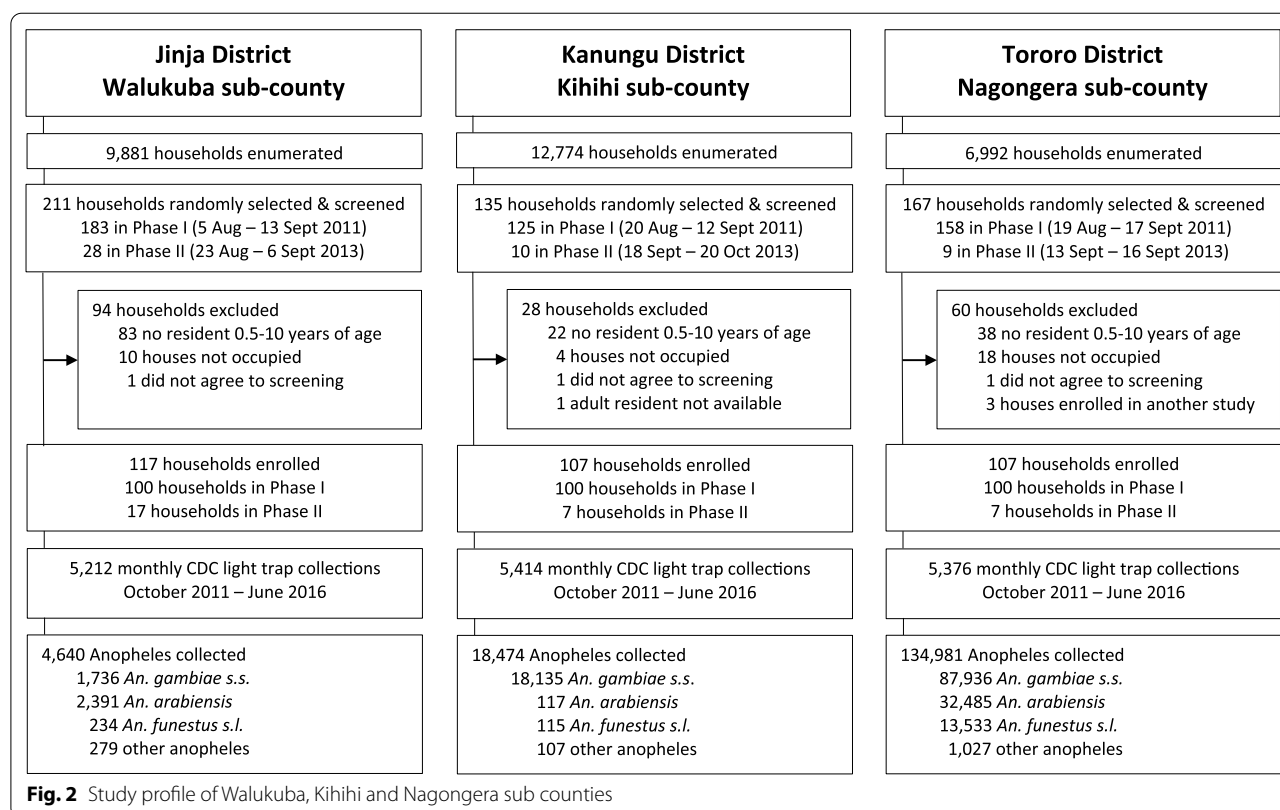 Jinja District
Walukuba sub-county
9,881 households enumerated
211 households randomly selected & screened
183 in Phase I (5 Aug – 13 Sept 2011)
28 in Phase II (23 Aug – 6 Sept 2013)
94 households excluded
83 no resident 0.5-10 years of age
10 houses not occupied
1 did not agree to screening
117 households enrolled
100 households in Phase I
17 households in Phase II
5,212 monthly CDC light trap collections
October 2011 – June 2016
4,640 Anopheles collected
1,736 An. gambiae s.s.
2,391 An. arabiensis
234 An. funestus s.l.
279 other anopheles
Kanungu District
Kihihi sub-county
12,774 households enumerated
135 households randomly selected & screened
125 in Phase I (20 Aug – 12 Sept 2011)
10 in Phase II (18 Sept – 20 Oct 2013)
28 households excluded
22 no resident 0.5-10 years of age
4 houses not occupied
1 did not agree to screening
1 adult resident not available
107 households enrolled
100 households in Phase I
7 households in Phase II
5,414 monthly CDC light trap collections
October 2011 – June 2016
18,474 Anopheles collected
18,135 An. gambiae s.s.
117 An. arabiensis
115 An. funestus s.l.
107 other anopheles
Tororo District
Nagongera sub-county
6,992 households enumerated
167 households randomly selected & screened
158 in Phase I (19 Aug – 17 Sept 2011)
9 in Phase II (13 Sept – 16 Sept 2013)
60 households excluded
38 no resident 0.5-10 years of age
18 houses not occupied
1 did not agree to screening
3 houses enrolled in another study
107 households enrolled
100 households in Phase I
7 households in Phase II
5,376 monthly CDC light trap collections
October 2011 – June 2016
134,981 Anopheles collected
87,936 An. gambiae s.s.
32,485 An. arabiensis
13,533 An. funestus s.l.
1,027 other anopheles
Fig. 2 Study profile of Walukuba, Kihihi and Nagongera sub counties